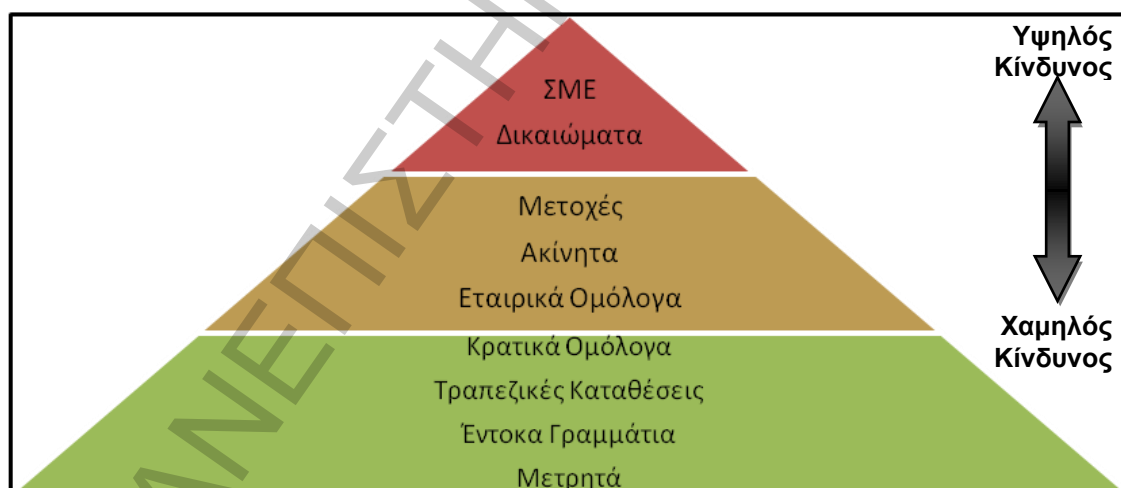 Υψηλός
Κίνδυνος
ΣΜΕ
Δικαιώματα
Μετοχές
Ακίνητα
Εταιρικά Ομόλογα
Χαμηλός
Κίνδυνος
Κρατικά Ομόλογα
Τραπεζικές Καταθέσεις
Έντοκα Γραμμάτια
Μετρητά